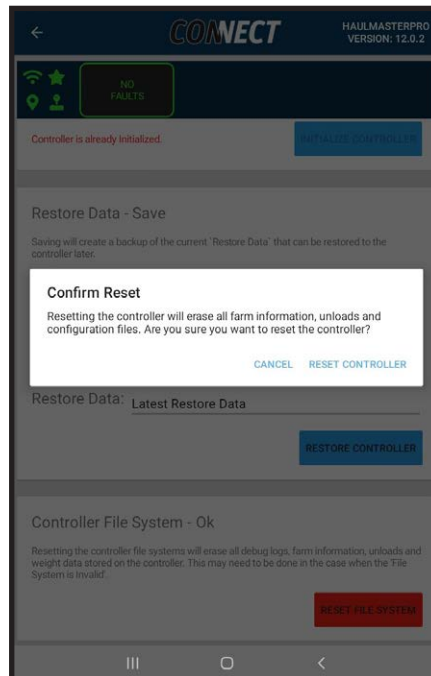 CONNECT
HAULMASTERPRO
VERSION: 12.0.2
NO
FAULTS
Controller is already Initialized.
INITIALIZE CONTROLLER
Restore Data - Save
Saving will create a backup of the current 'Restore Data' that can be restored to the
controller later.
Confirm Reset
Resetting the controller will erase all farm information, unloads and
configuration files. Are you sure you want to reset the controller?
CANCEL RESET CONTROLLER
Restore Data: Latest Restore Data
RESTORE CONTROLLER
Controller File System - Ok
Resetting the controller file systems will erase all debug logs, farm information, unloads and
weight data stored on the controller. This may need to be done in the case when the 'File
System is Invalid'.
RESET FILE SYSTEM